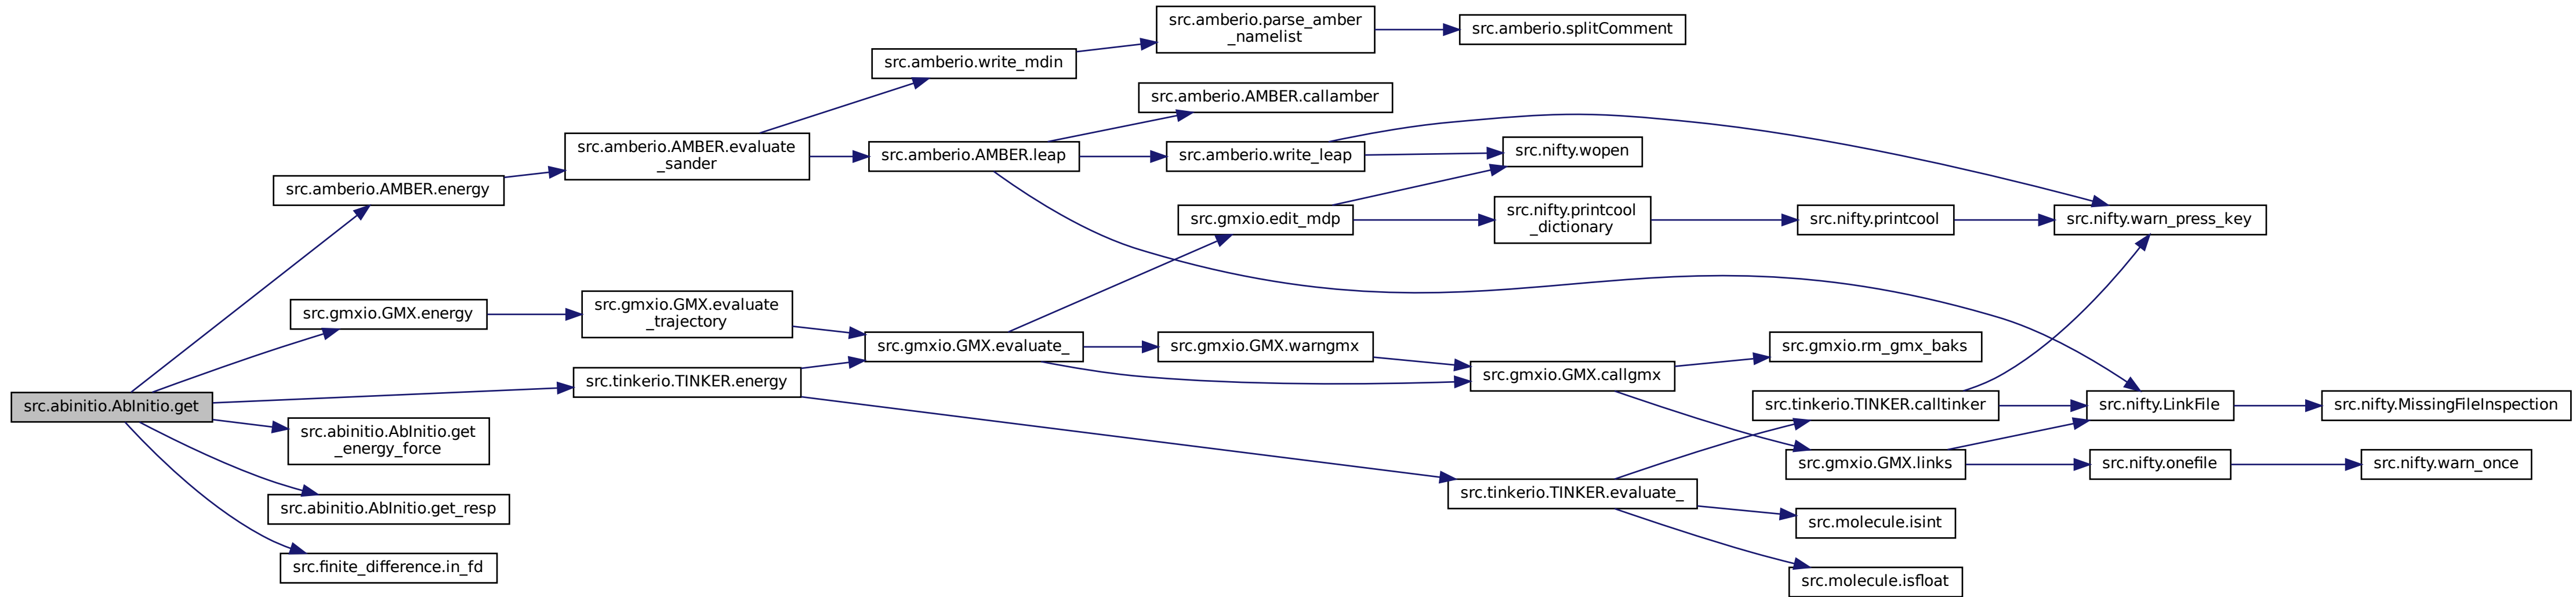 src.abinitio.AbInitio.get
src.amberio.AMBER.energy
src.amberio.AMBER.evaluate
_sander
src.amberio.write_mdin
src.amberio.parse_amber
_namelist
src.amberio.splitComment
src.amberio.AMBER.leap
src.amberio.AMBER.callamber
src.amberio.write_leap
src.nifty.wopen
src.nifty.warn_press_key
src.gmxio.GMX.energy
src.gmxio.GMX.evaluate
_trajectory
src.gmxio.GMX.evaluate_
src.gmxio.edit_mdp
src.nifty.printcool
_dictionary
src.nifty.printcool
src.gmxio.GMX.warngmx
src.gmxio.GMX.callgmx
src.gmxio.rm_gmx_baks
src.gmxio.GMX.links
src.nifty.LinkFile
src.nifty.MissingFileInspection
src.nifty.onefile
src.nifty.warn_once
src.tinkerio.TINKER.energy
src.tinkerio.TINKER.evaluate_
src.tinkerio.TINKER.calltinker
src.molecule.isint
src.molecule.isfloat
src.abinitio.AbInitio.get
_energy_force
src.abinitio.AbInitio.get_resp
src.finite_difference.in_fd